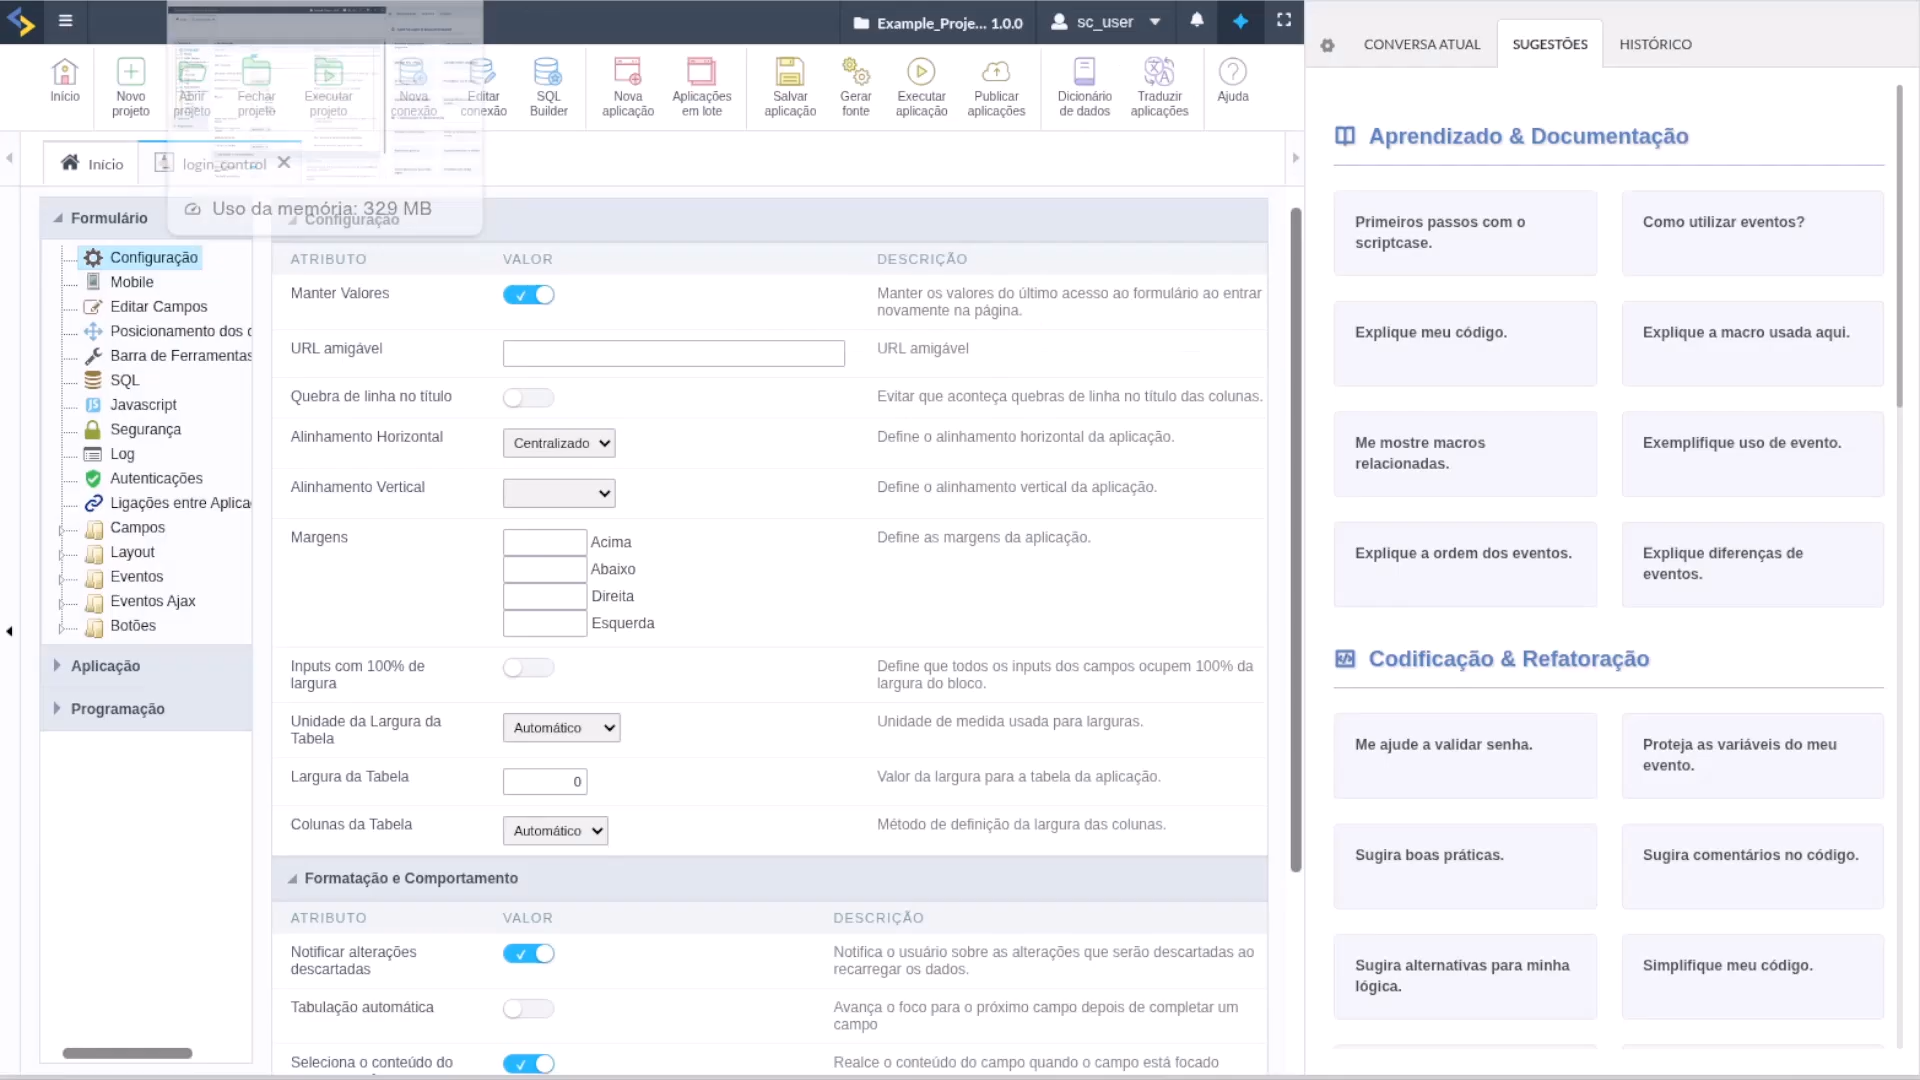 Example_Proje... 1.0.0
sc_user
CONVERSA ATUAL
SUGESTÕES
HISTÓRICO
Início
Novo projeto
Abrir projeto
Fechar projeto
Executar projeto
Nova conexão
Editar conexão
SQL Builder
Nova aplicação
Aplicações em lote
Salvar aplicação
Gerar fonte
Executar aplicação
Publicar aplicações
Dicionário de dados
Traduzir aplicações
Ajuda
Início
login_control
Uso da memória: 329 MB
Formulário
Configuração
Mobile
Editar Campos
Posicionamento dos c
Barra de Ferramentas
SQL
Javascript
Segurança
Log
Autenticações
Ligações entre Aplica
Campos
Layout
Eventos
Eventos Ajax
Botões
Aplicação
Programação
Configuração
ATRIBUTO
VALOR
DESCRIÇÃO
Manter Valores
Manter os valores do último acesso ao formulário ao entrar
novamente na página.
URL amigável
URL amigável
Quebra de linha no título
Evitar que aconteça quebras de linha no título das colunas.
Alinhamento Horizontal
Centralizado
Define o alinhamento horizontal da aplicação.
Alinhamento Vertical
Define o alinhamento vertical da aplicação.
Margens
Acima
Abaixo
Direita
Esquerda
Define as margens da aplicação.
Inputs com 100% de
largura
Define que todos os inputs dos campos ocupem 100% da
largura do bloco.
Unidade da Largura da
Tabela
Automático
Unidade de medida usada para larguras.
Largura da Tabela
0
Valor da largura para a tabela da aplicação.
Colunas da Tabela
Automático
Método de definição da largura das colunas.
Formatação e Comportamento
ATRIBUTO
VALOR
DESCRIÇÃO
Notificar alterações
descartadas
Notifica o usuário sobre as alterações que serão descartadas ao
recarregar os dados.
Tabulação automática
Avança o foco para o próximo campo depois de completar um
campo
Seleciona o conteúdo do
Realce o conteúdo do campo quando o campo está focado
Aprendizado & Documentação
Primeiros passos com o
scriptcase.
Como utilizar eventos?
Explique meu código.
Explique a macro usada aqui.
Me mostre macros
relacionadas.
Exemplifique uso de evento.
Explique a ordem dos eventos.
Explique diferenças de
eventos.
Codificação & Refatoração
Me ajude a validar senha.
Proteja as variáveis do meu
evento.
Sugira boas práticas.
Sugira comentários no código.
Sugira alternativas para minha
lógica.
Simplifique meu código.